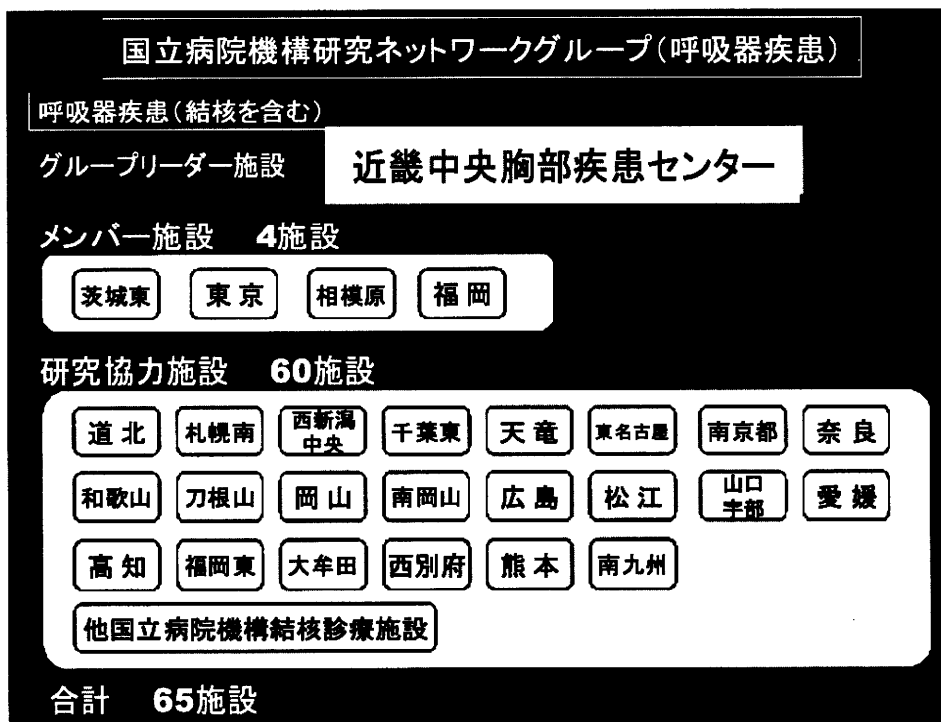 国立病院機構研究ネットワークグループ(呼吸器疾患)
呼吸器疾患(結核を含む)
グループリーダー施設 近畿中央胸部疾患センター
メンバー施設 4施設
茨城東 東京 相模原 福岡
研究協力施設 60施設
道北 札幌南 西新潟中央 千葉東 天竜 東名古屋 南京都 奈良
和歌山 刀根山 岡山 南岡山 広島 松江 山口宇部 愛媛
高知 福岡東 大牟田 西別府 熊本 南九州
他国立病院機構結核診療施設
合計 65施設